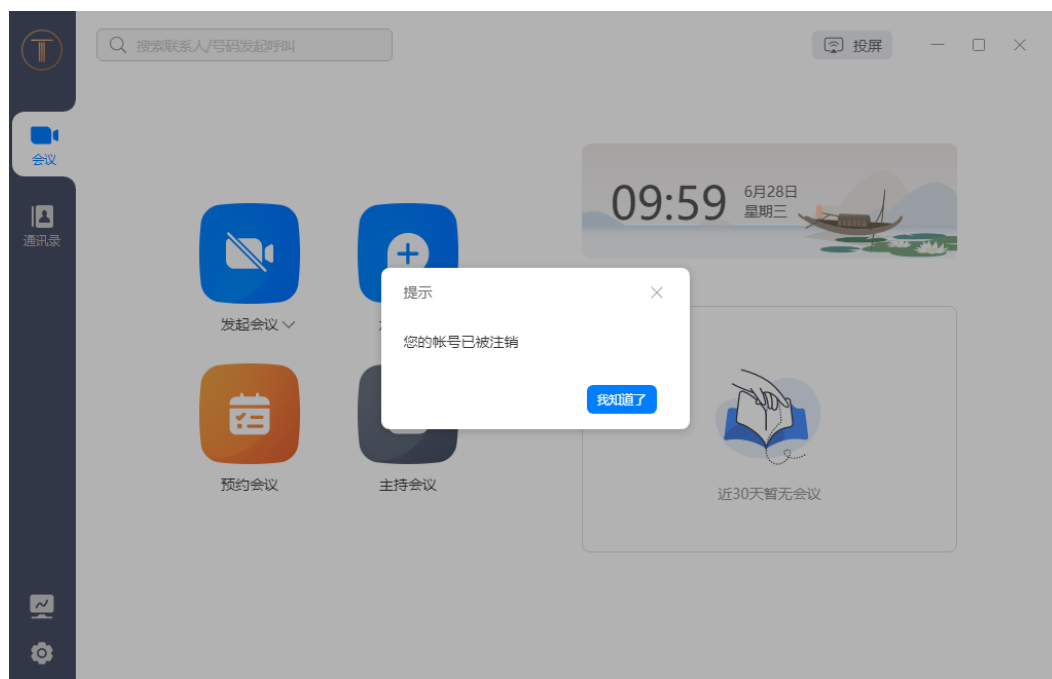 搜索联系人/号码发起呼叫
投屏
会议
通讯录
09:59
6月28日
星期三
发起会议
提示
您的帐号已被注销
我知道了
预约会议
主持会议
近30天暂无会议